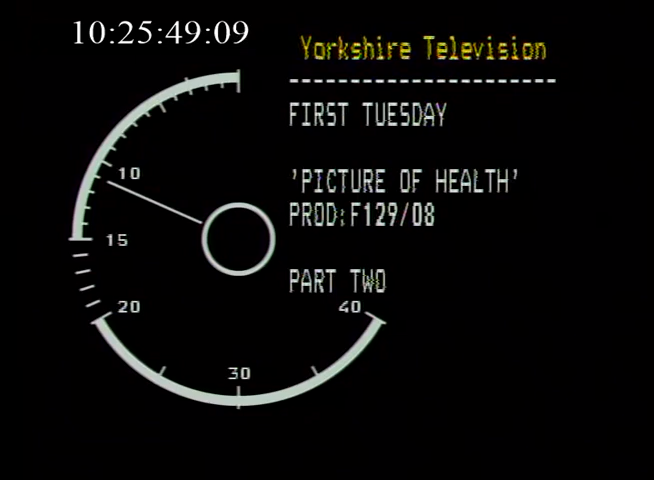 10:25:49:09
Yorkshire Television
----------------------
FIRST TUESDAY
'PICTURE OF HEALTH'
PROD:F129/08
PART TWO
10
15
20
30
40